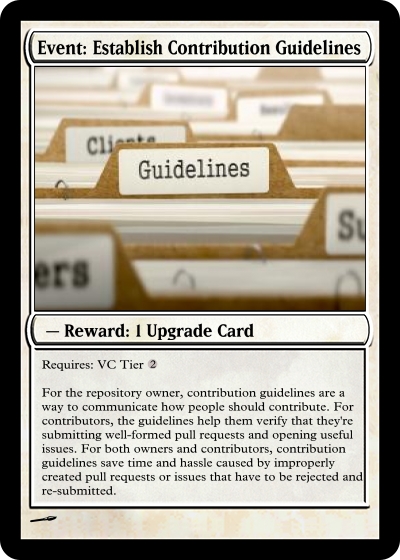 Event: Establish Contribution Guidelines
Guidelines
ers
— Reward: 1 Upgrade Card
Requires: VC Tier ②
For the repository owner, contribution guidelines are a
way to communicate how people should contribute. For
contributors, the guidelines help them verify that they're
submitting well-formed pull requests and opening useful
issues. For both owners and contributors, contribution
guidelines save time and hassle caused by improperly
created pull requests or issues that have to be rejected and
re-submitted.